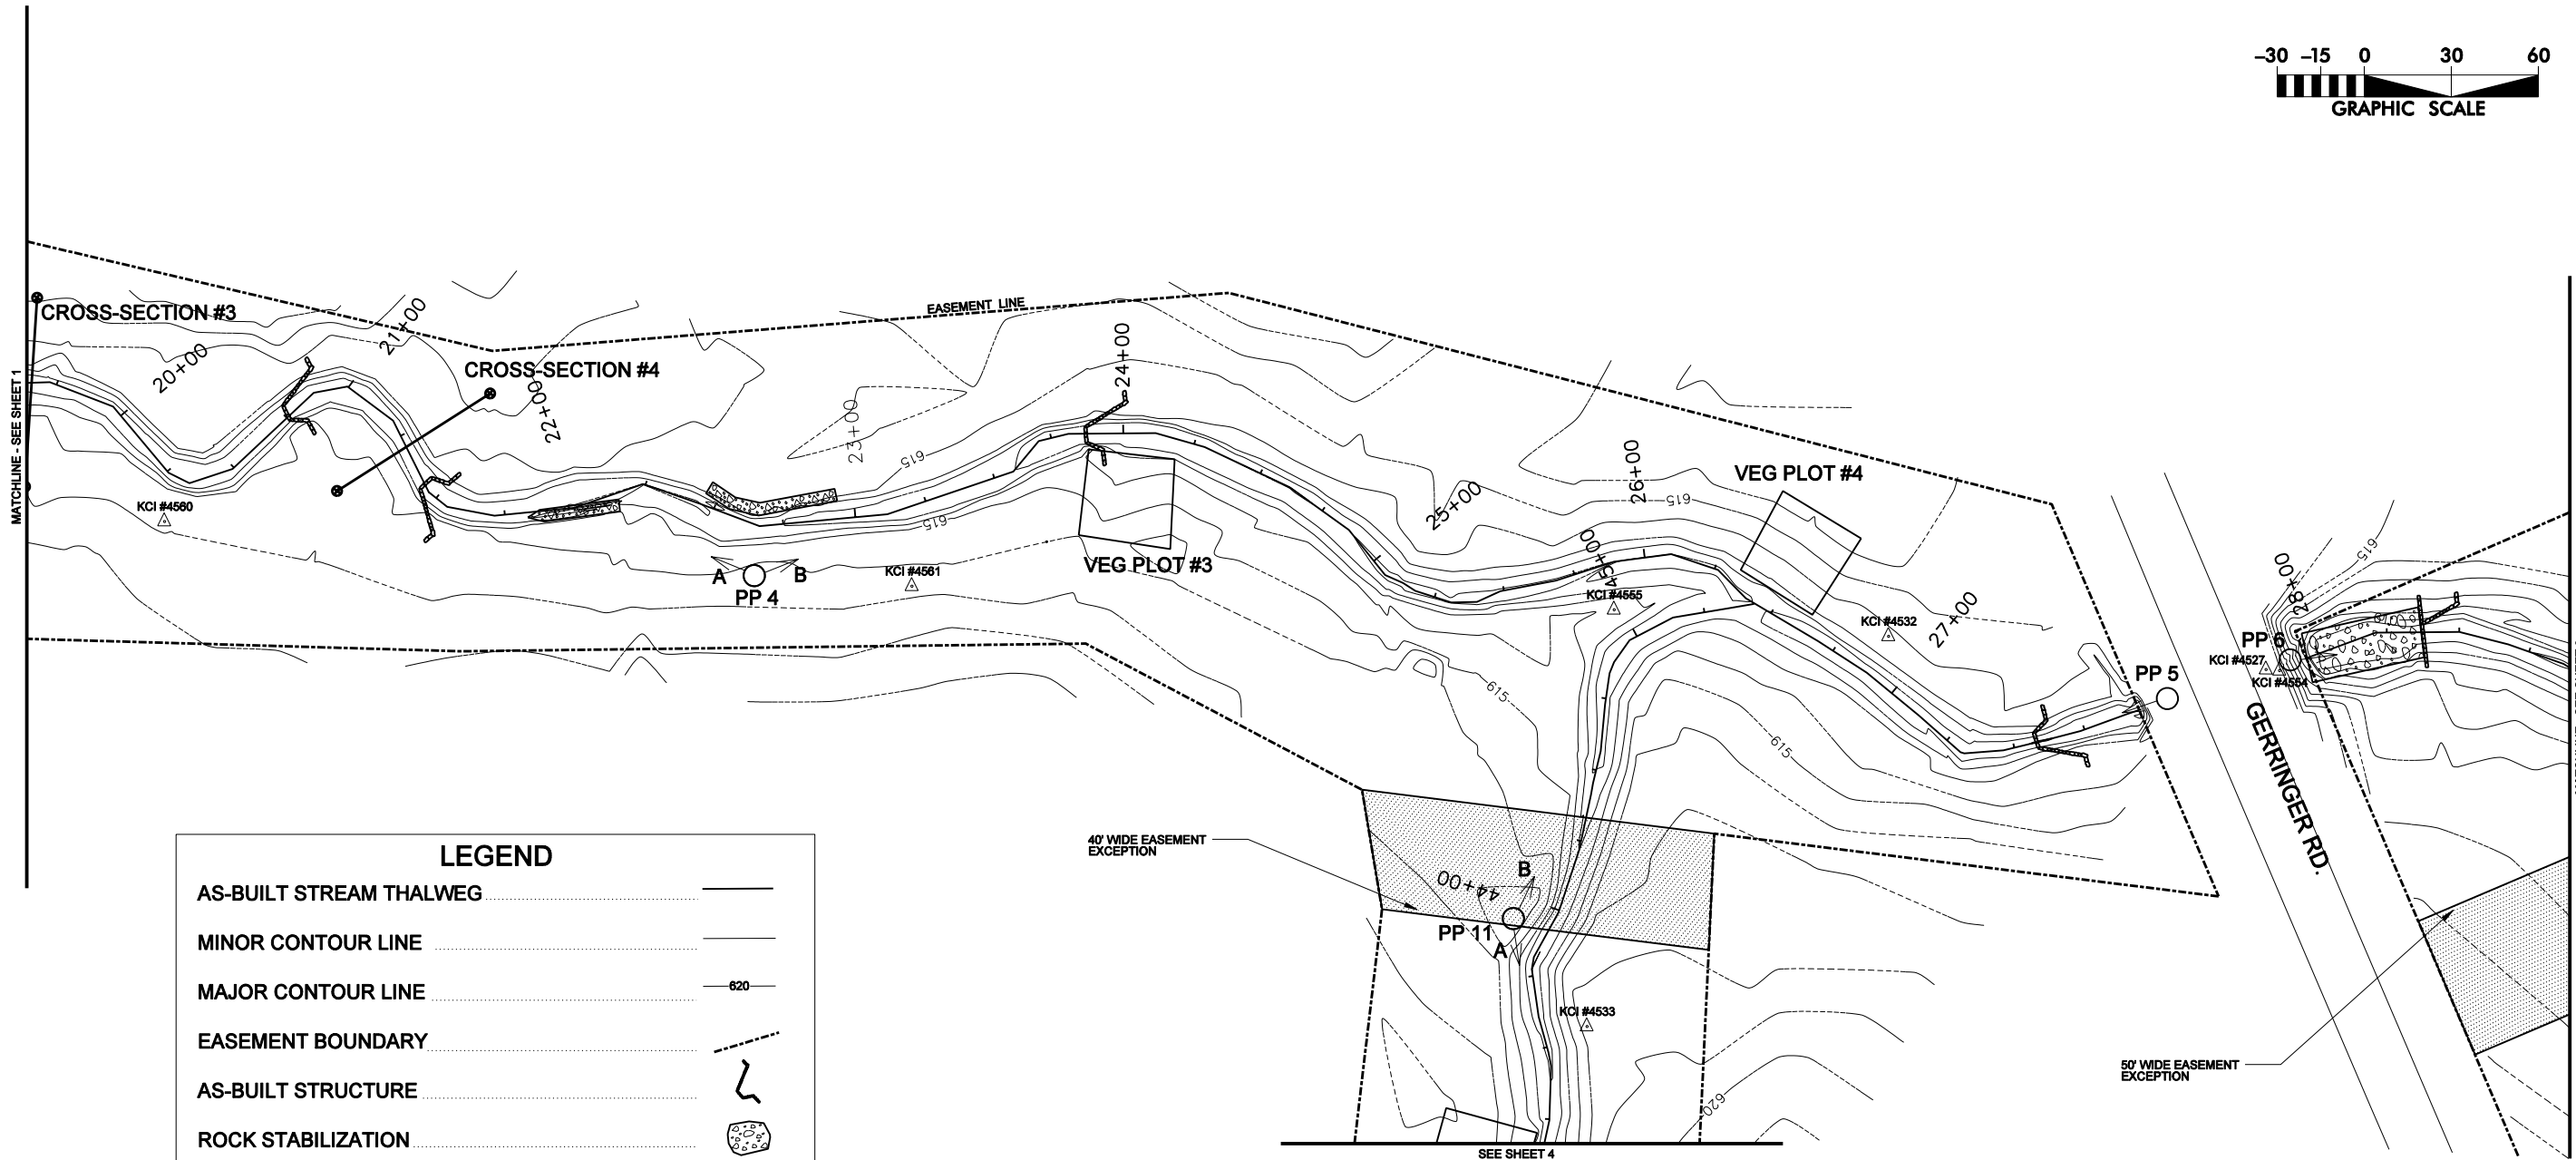 -30 -15 0 30 60
GRAPHIC SCALE
MATCHLINE - SEE SHEET 1
CROSS-SECTION #3
20+00
21+00
CROSS-SECTION #4
22+00
EASEMENT LINE
23+00
24+00
615
615
25+00
26+00
615
VEG PLOT #4
KCI #4560
KCI #4561
A
B
PP 4
VEG PLOT #3
45+00
KCI #4555
KCI #4532
27+00
28+00
615
PP 6
KCI #4527
KCI #4554
PP 5
GERRINGER RD.
615
615
40' WIDE EASEMENT
EXCEPTION
44+00
B
PP 11
A
KCI #4533
620
50' WIDE EASEMENT
EXCEPTION
SEE SHEET 4
LEGEND
AS-BUILT STREAM THALWEG
MINOR CONTOUR LINE
MAJOR CONTOUR LINE 620
EASEMENT BOUNDARY
AS-BUILT STRUCTURE
ROCK STABILIZATION